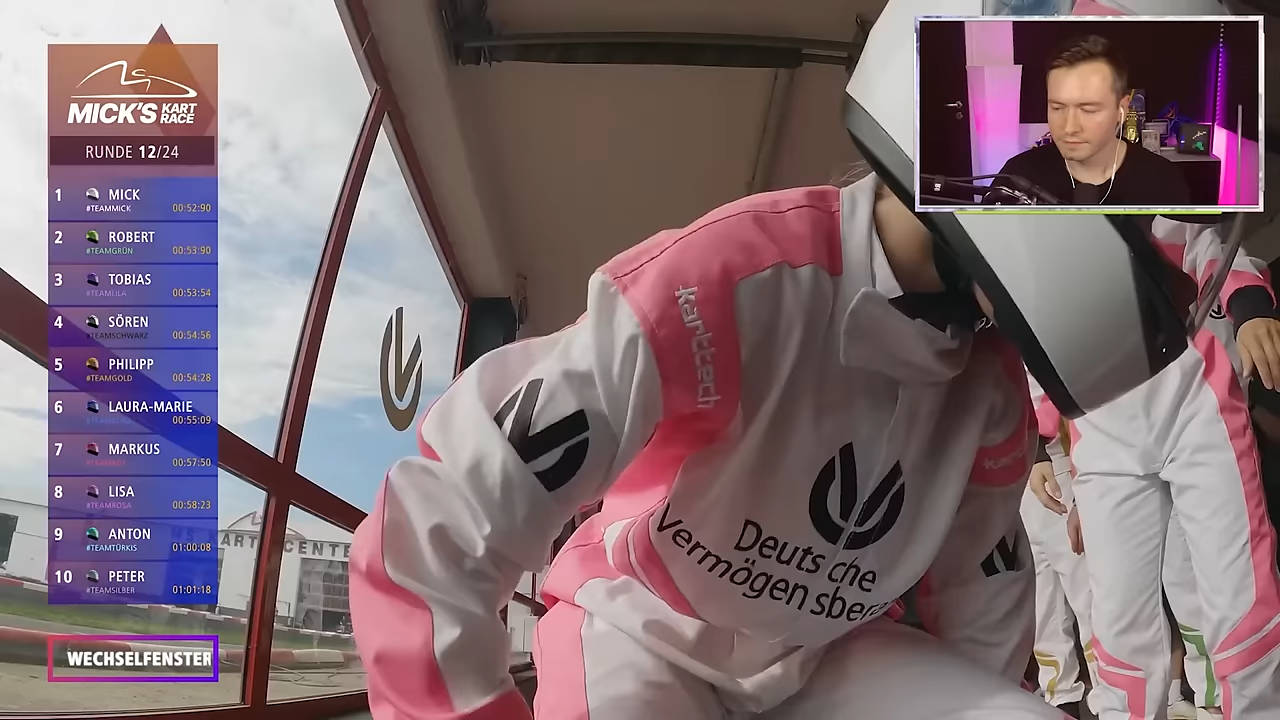 MICK'S KART RACE
RUNDE 12/24
1 MICK
#TEAMMICK 00:52:90
2 ROBERT
#TEAMGRÜN 00:53:90
3 TOBIAS
#TEAMLILA 00:53:54
4 SÖREN
#TEAMSCHWARZ 00:54:56
5 PHILIPP
#TEAMGOLD 00:54:28
6 LAURA-MARIE
00:55:09
7 MARKUS
00:57:50
8 LISA
#TEAMROSA 00:58:23
9 ANTON
#TEAMTÜRKIS 01:00:08
10 PETER
#TEAMSILBER 01:01:18
WECHSELFENSTER
karttech
Deutsche
Vermögensber
KART CENTE